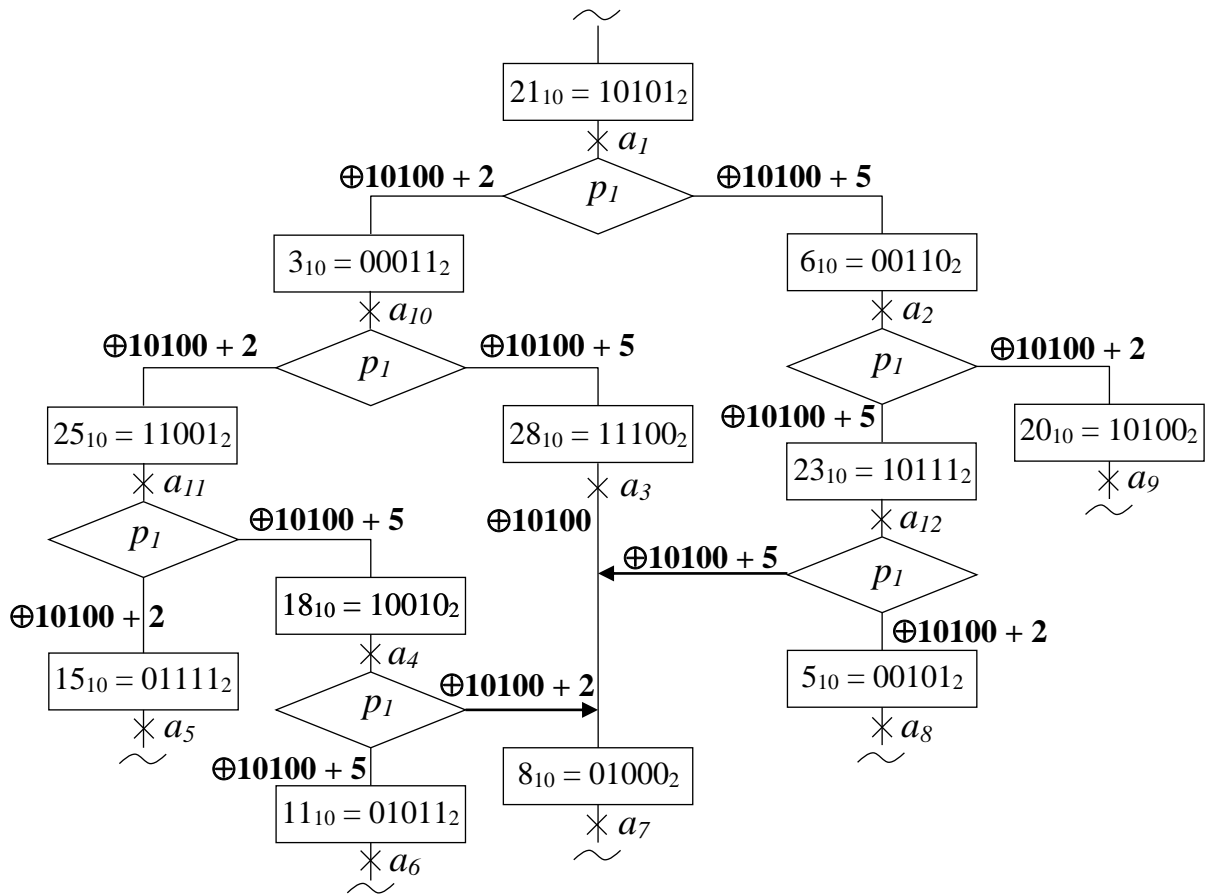 21₁₀ = 10101₂
a₁
⊕10100 + 2
⊕10100 + 5
p₁
3₁₀ = 00011₂
6₁₀ = 00110₂
a₁₀
a₂
⊕10100 + 2
⊕10100 + 5
⊕10100 + 2
p₁
p₁
⊕10100 + 5
25₁₀ = 11001₂
28₁₀ = 11100₂
20₁₀ = 10100₂
23₁₀ = 10111₂
a₁₁
a₃
a₉
⊕10100 + 5
⊕10100
a₁₂
p₁
⊕10100 + 5
p₁
⊕10100 + 2
18₁₀ = 10010₂
⊕10100 + 2
a₄
15₁₀ = 01111₂
⊕10100 + 2
5₁₀ = 00101₂
p₁
a₅
a₈
⊕10100 + 5
8₁₀ = 01000₂
11₁₀ = 01011₂
a₇
a₆